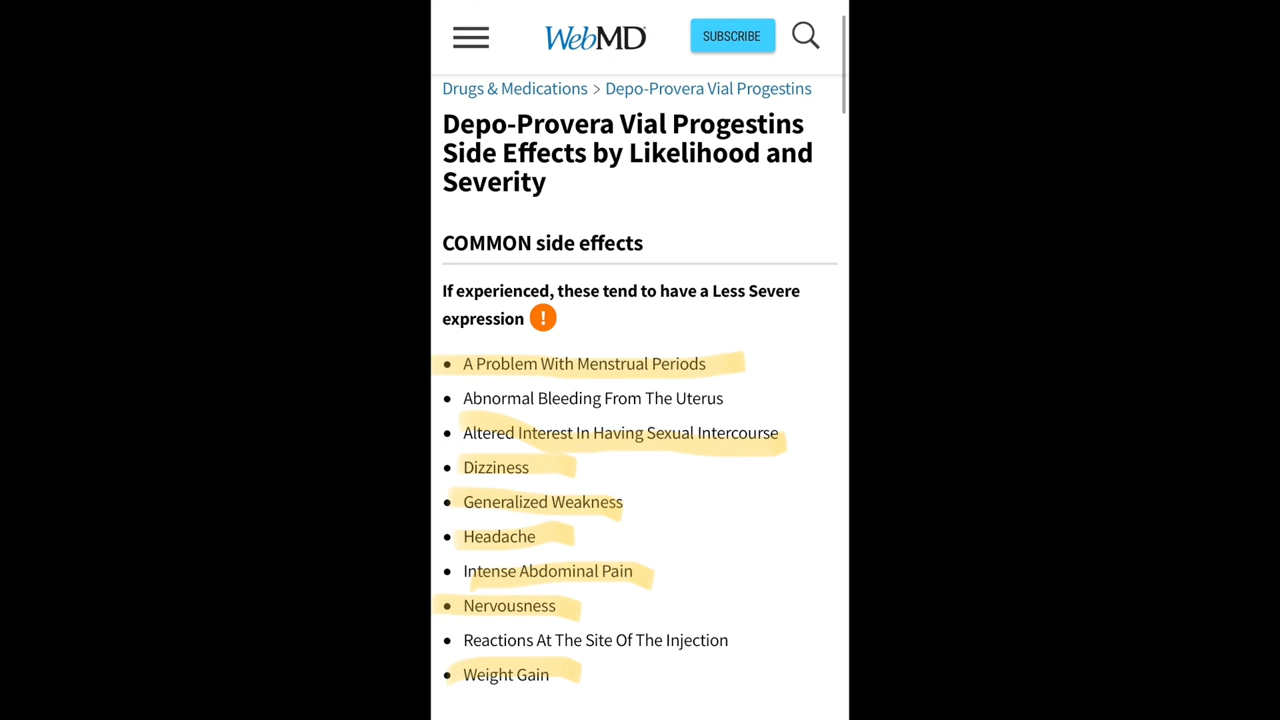 WebMD
SUBSCRIBE
Drugs & Medications > Depo-Provera Vial Progestins
Depo-Provera Vial Progestins
Side Effects by Likelihood and
Severity
COMMON side effects
If experienced, these tend to have a Less Severe
expression !
• A Problem With Menstrual Periods
• Abnormal Bleeding From The Uterus
• Altered Interest In Having Sexual Intercourse
• Dizziness
• Generalized Weakness
• Headache
• Intense Abdominal Pain
• Nervousness
• Reactions At The Site Of The Injection
• Weight Gain